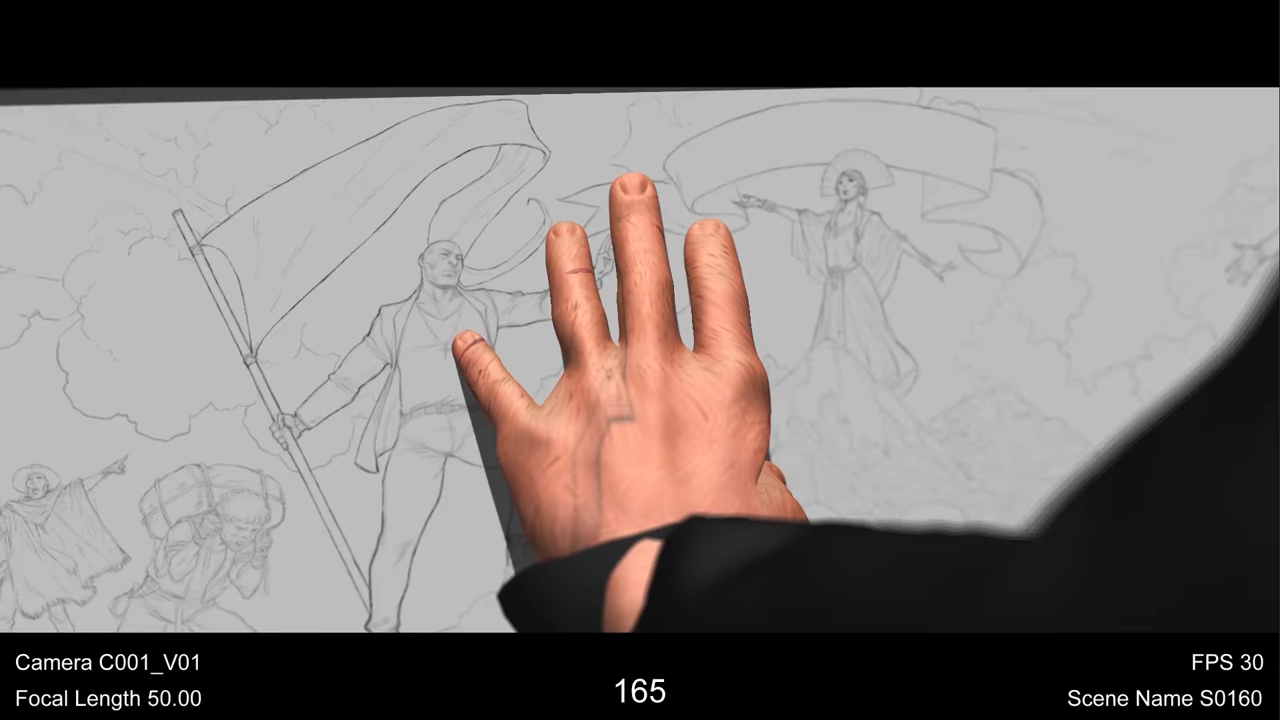 Camera C001_V01
Focal Length 50.00
165
FPS 30
Scene Name S0160